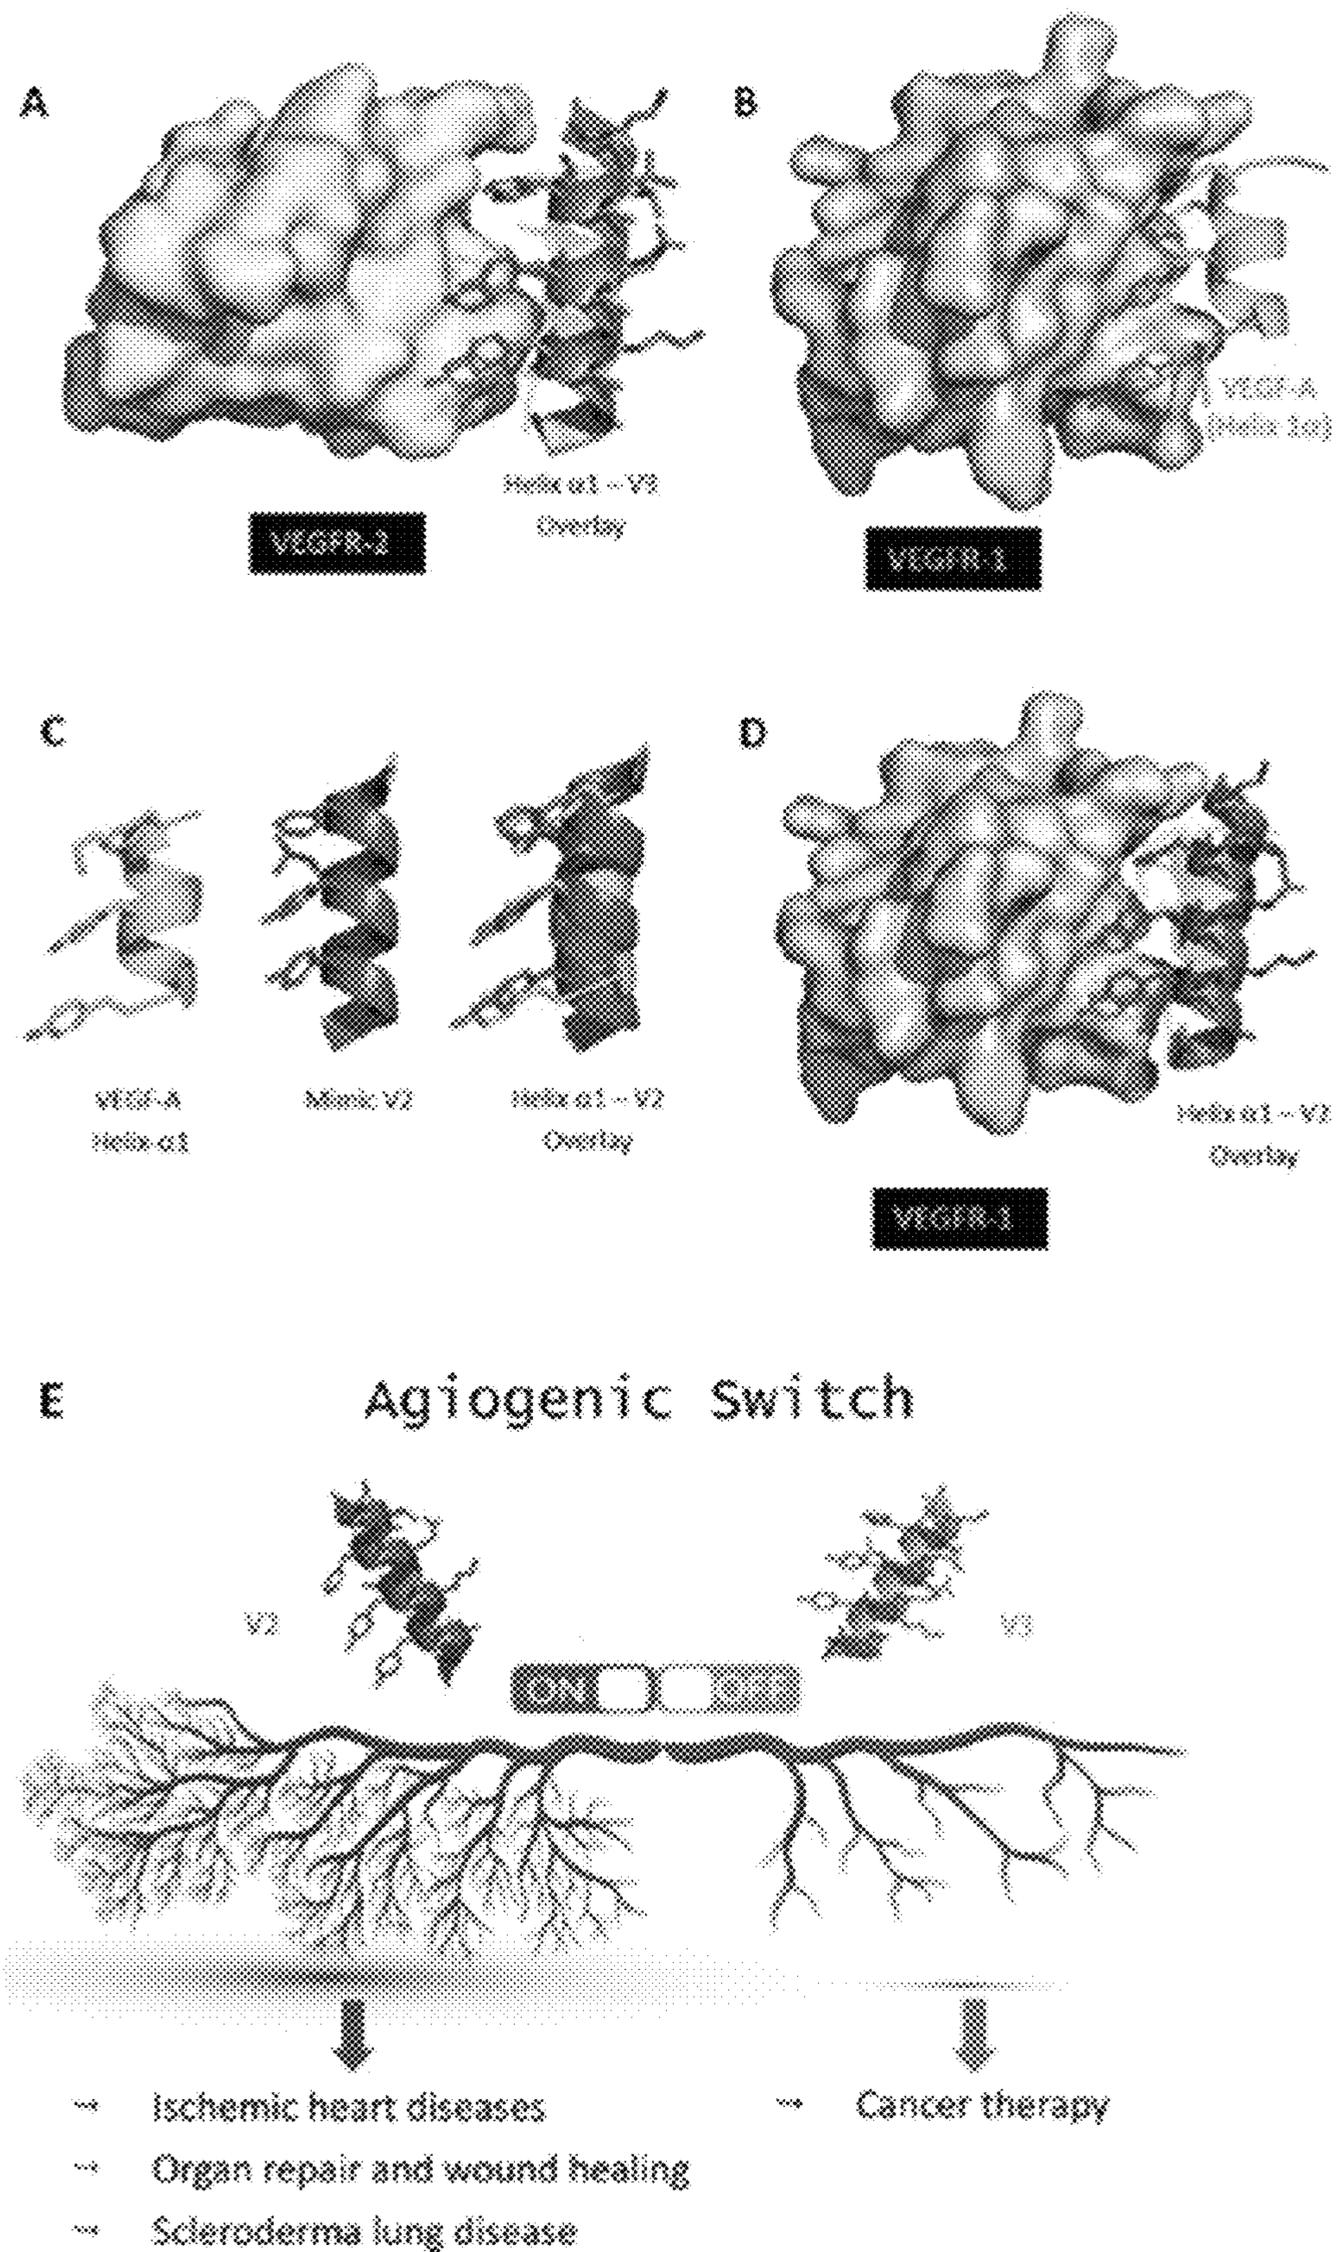 A
B
Helix α1 – V3
Overlay
VEGFR-2
VEGF-A
(Helix 1α)
VEGFR-1
C
D
VEGF-A
Helix α1
Mimic V2
Helix α1 – V2
Overlay
Helix α1 – V2
Overlay
VEGFR-1
E
Agiogenic Switch
V2
V3
ON
OFF
→ Ischemic heart diseases
→ Organ repair and wound healing
→ Scleroderma lung disease
→ Cancer therapy